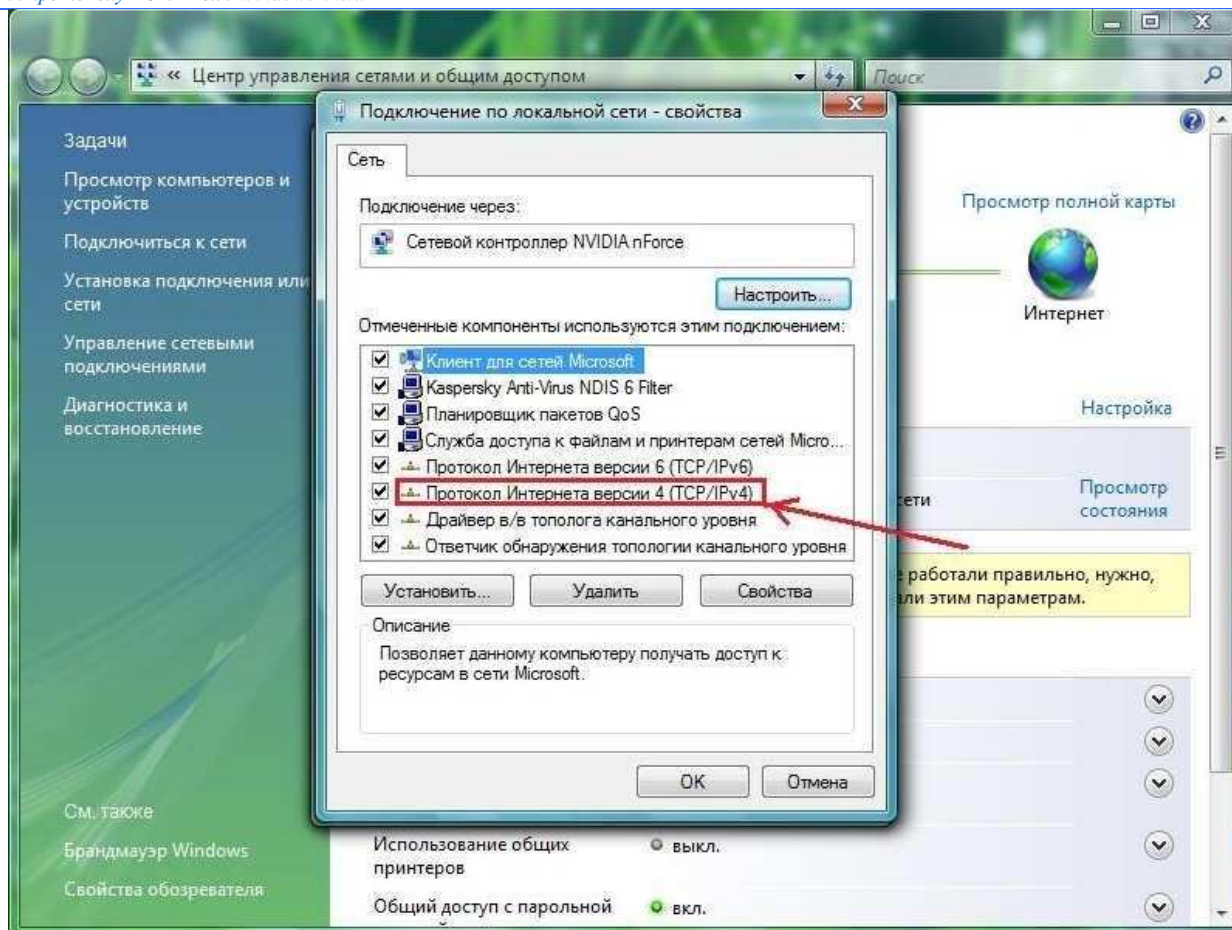 « Центр управления сетями и общим доступом
Поиск
Подключение по локальной сети - свойства
Задачи
Просмотр компьютеров и
устройств
Подключиться к сети
Установка подключения или
сети
Управление сетевыми
подключениями
Диагностика и
восстановление
См. также
Брандмауэр Windows
Свойства обозревателя
Сеть
Подключение через:
Сетевой контроллер NVIDIA nForce
Настроить...
Отмеченные компоненты используются этим подключением:
Клиент для сетей Microsoft
Kaspersky Anti-Virus NDIS 6 Filter
Планировщик пакетов QoS
Служба доступа к файлам и принтерам сетей Micro...
Протокол Интернета версии 6 (TCP/IPv6)
Протокол Интернета версии 4 (TCP/IPv4)
Драйвер в/в тополога канального уровня
Ответчик обнаружения топологии канального уровня
Установить...
Удалить
Свойства
Описание
Позволяет данному компьютеру получать доступ к
ресурсам в сети Microsoft.
OK
Отмена
Просмотр полной карты
Интернет
Настройка
сети
Просмотр
состояния
работали правильно, нужно,
этим параметрам.
Использование общих
принтеров
выкл.
Общий доступ с парольной
вкл.